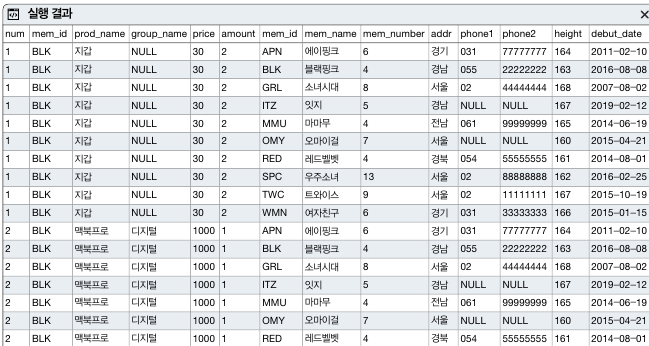 실행 결과
num mem_id prod_name group_name price amount mem_id mem_name mem_number addr phone1 phone2 height debut_date
1 BLK 지갑 NULL 30 2 APN 에이핑크 6 경기 031 77777777 164 2011-02-10
1 BLK 지갑 NULL 30 2 BLK 블랙핑크 4 경남 055 22222222 163 2016-08-08
1 BLK 지갑 NULL 30 2 GRL 소녀시대 8 서울 02 44444444 168 2007-08-02
1 BLK 지갑 NULL 30 2 ITZ 잇지 5 경남 NULL NULL 167 2019-02-12
1 BLK 지갑 NULL 30 2 MMU 마마무 4 전남 061 99999999 165 2014-06-19
1 BLK 지갑 NULL 30 2 OMY 오마이걸 7 서울 NULL NULL 160 2015-04-21
1 BLK 지갑 NULL 30 2 RED 레드벨벳 4 경북 054 55555555 161 2014-08-01
1 BLK 지갑 NULL 30 2 SPC 우주소녀 13 서울 02 88888888 162 2016-02-25
1 BLK 지갑 NULL 30 2 TWC 트와이스 9 서울 02 11111111 167 2015-10-19
1 BLK 지갑 NULL 30 2 WMN 여자친구 6 경기 031 33333333 166 2015-01-15
2 BLK 맥북프로 디지털 1000 1 APN 에이핑크 6 경기 031 77777777 164 2011-02-10
2 BLK 맥북프로 디지털 1000 1 BLK 블랙핑크 4 경남 055 22222222 163 2016-08-08
2 BLK 맥북프로 디지털 1000 1 GRL 소녀시대 8 서울 02 44444444 168 2007-08-02
2 BLK 맥북프로 디지털 1000 1 ITZ 잇지 5 경남 NULL NULL 167 2019-02-12
2 BLK 맥북프로 디지털 1000 1 MMU 마마무 4 전남 061 99999999 165 2014-06-19
2 BLK 맥북프로 디지털 1000 1 OMY 오마이걸 7 서울 NULL NULL 160 2015-04-21
2 BLK 맥북프로 디지털 1000 1 RED 레드벨벳 4 경북 054 55555555 161 2014-08-01